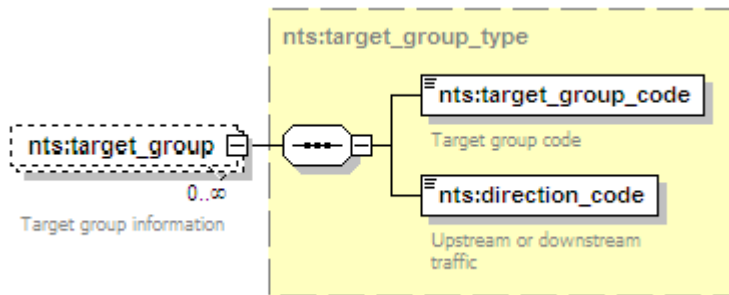 nts:target_group_type
nts:target_group
0..∞
Target group information
nts:target_group_code
Target group code
nts:direction_code
Upstream or downstream
traffic